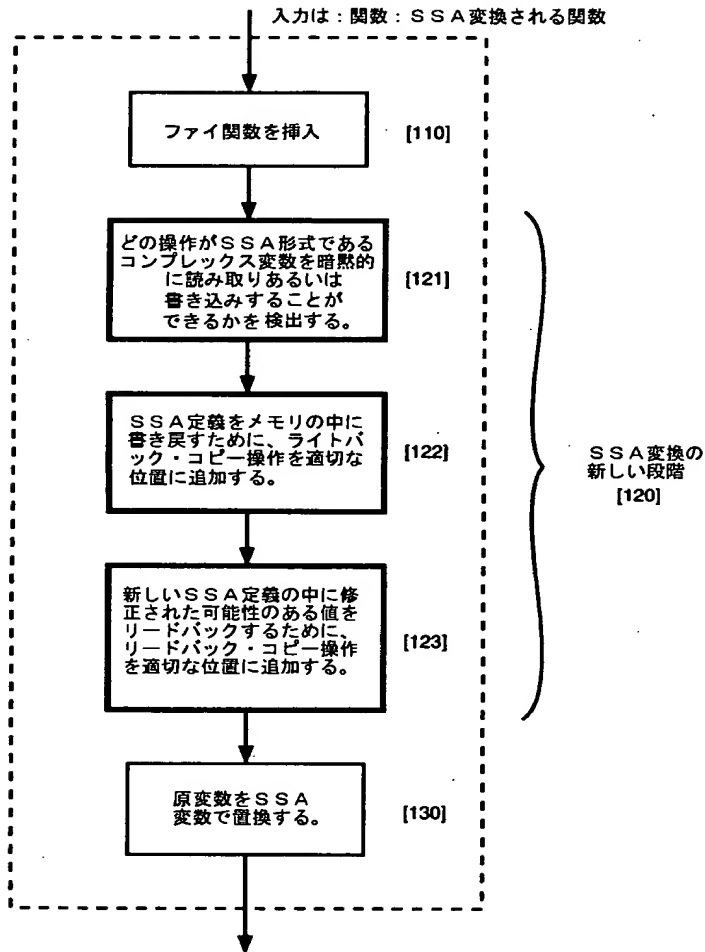 入力は：関数：ＳＳＡ変換される関数
ファイ関数を挿入
[110]
どの操作がＳＳＡ形式である
コンプレックス変数を暗黙的
に読み取りあるいは
書き込みすることが
できるかを検出する。
[121]
ＳＳＡ定義をメモリの中に
書き戻すために、ライトバ
ック・コピー操作を適切な
位置に追加する。
[122]
ＳＳＡ変換の
新しい段階
[120]
新しいＳＳＡ定義の中に修
正された可能性のある値を
リードバックするために、
リードバック・コピー操作
を適切な位置に追加する。
[123]
原変数をＳＳＡ
変数で置換する。
[130]